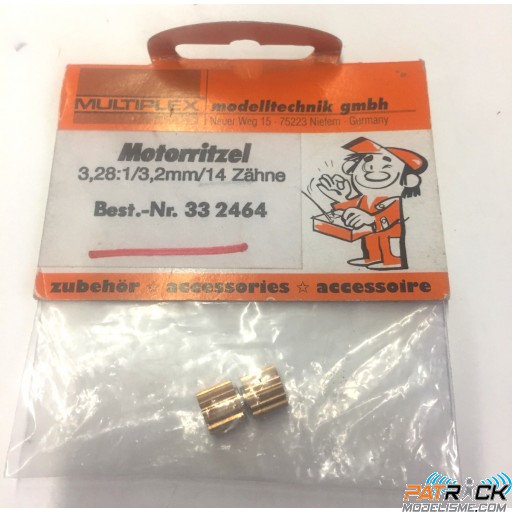 MULTIPLEX modelltechnik gmbh
Neuer Weg 15 · 75223 Niefern · Germany
Motorritzel
3,28:1/3,2mm/14 Zähne
Best.-Nr. 33 2464
zubehör ☆ accessories ☆ accessoire
PATRICK
MODELISME.COM